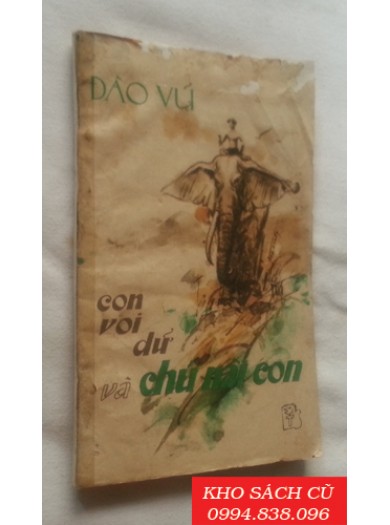 ĐÀO VŨ
con
voi
dữ
và chú nài con
KHO SÁCH CŨ
0994.838.096